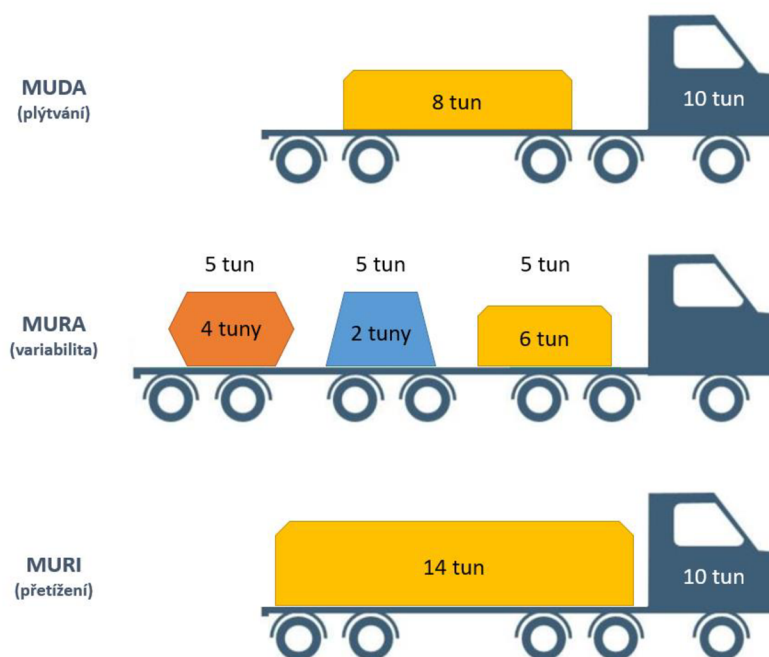 MUDA
(plýtvání)
8 tun
10 tun
5 tun
5 tun
5 tun
MURA
(variabilita)
4 tuny
2 tuny
6 tun
MURI
(přetížení)
14 tun
10 tun